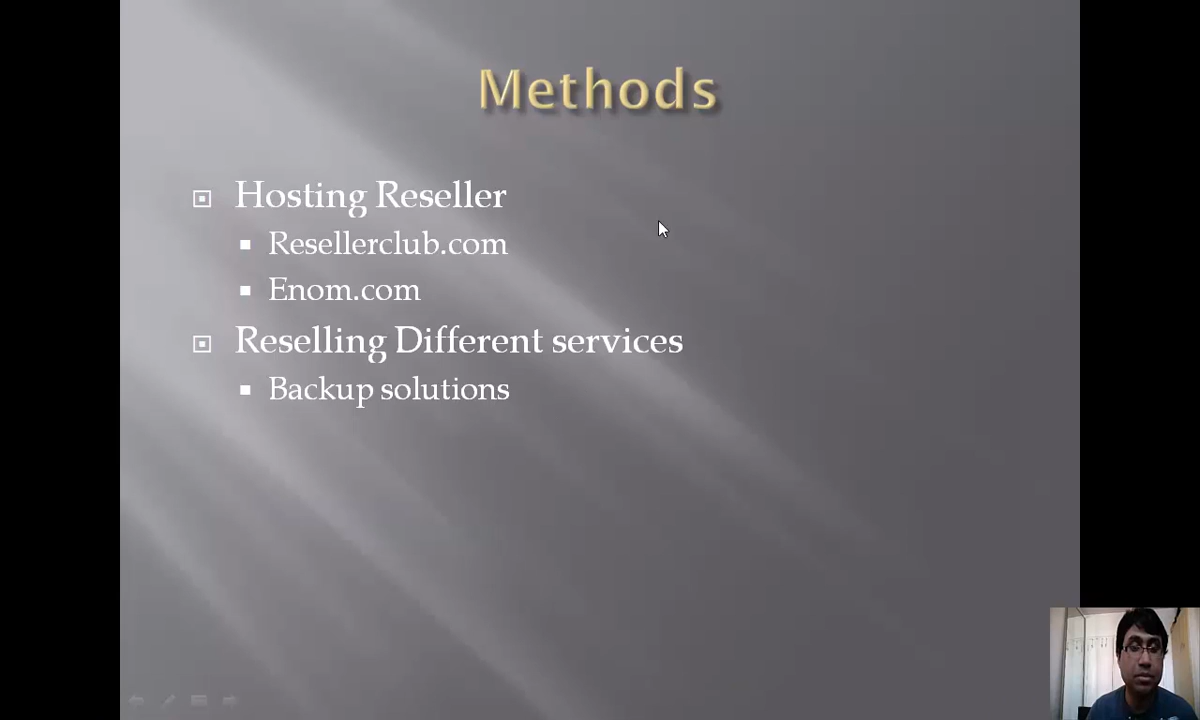 Methods
Hosting Reseller
Resellerclub.com
Enom.com
Reselling Different services
Backup solutions